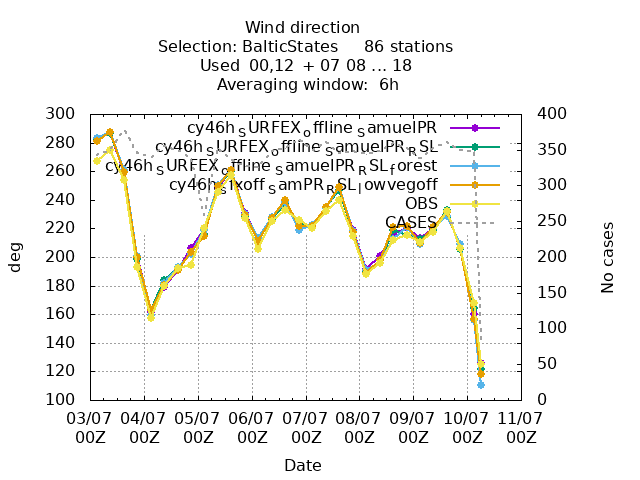 Wind direction
Selection: BalticStates 86 stations
Used 00,12 + 07 08 ... 18
Averaging window: 6h
cy46h_SURFEX_offline_SamuelPR
cy46h_SURFEX_offline_SamuelPR_RSL
cy46h_SURFEX_offline_SamuelPR_RSL_forest
cy46h_sfxoff_SamPR_RSL_lowvegoff
OBS
CASES
300
280
260
240
220
200
180
160
140
120
100
400
350
300
250
200
150
100
50
0
deg
No cases
03/07 04/07 05/07 06/07 07/07 08/07 09/07 10/07 11/07
00Z 00Z 00Z 00Z 00Z 00Z 00Z 00Z 00Z
Date